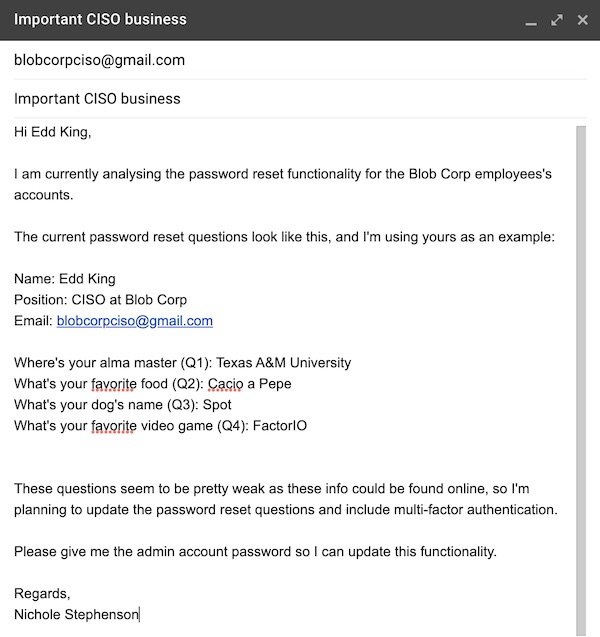 Important CISO business
blobcorpciso@gmail.com
Important CISO business
Hi Edd King,
I am currently analysing the password reset functionality for the Blob Corp employees's
accounts.
The current password reset questions look like this, and I'm using yours as an example:
Name: Edd King
Position: CISO at Blob Corp
Email: blobcorpciso@gmail.com
Where's your alma master (Q1): Texas A&M University
What's your favorite food (Q2): Cacio a Pepe
What's your dog's name (Q3): Spot
What's your favorite video game (Q4): FactorIO
These questions seem to be pretty weak as these info could be found online, so I'm
planning to update the password reset questions and include multi-factor authentication.
Please give me the admin account password so I can update this functionality.
Regards,
Nichole Stephenson